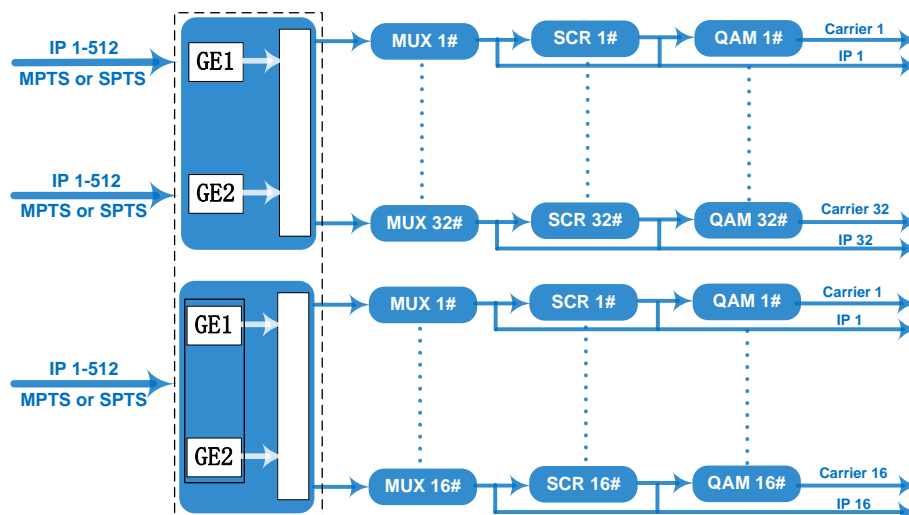 IP 1-512
MPTS or SPTS
GE1
MUX 1#
SCR 1#
QAM 1#
Carrier 1
IP 1
IP 1-512
MPTS or SPTS
GE2
MUX 32#
SCR 32#
QAM 32#
Carrier 32
IP 32
IP 1-512
MPTS or SPTS
GE1
MUX 1#
SCR 1#
QAM 1#
Carrier 1
IP 1
GE2
MUX 16#
SCR 16#
QAM 16#
Carrier 16
IP 16